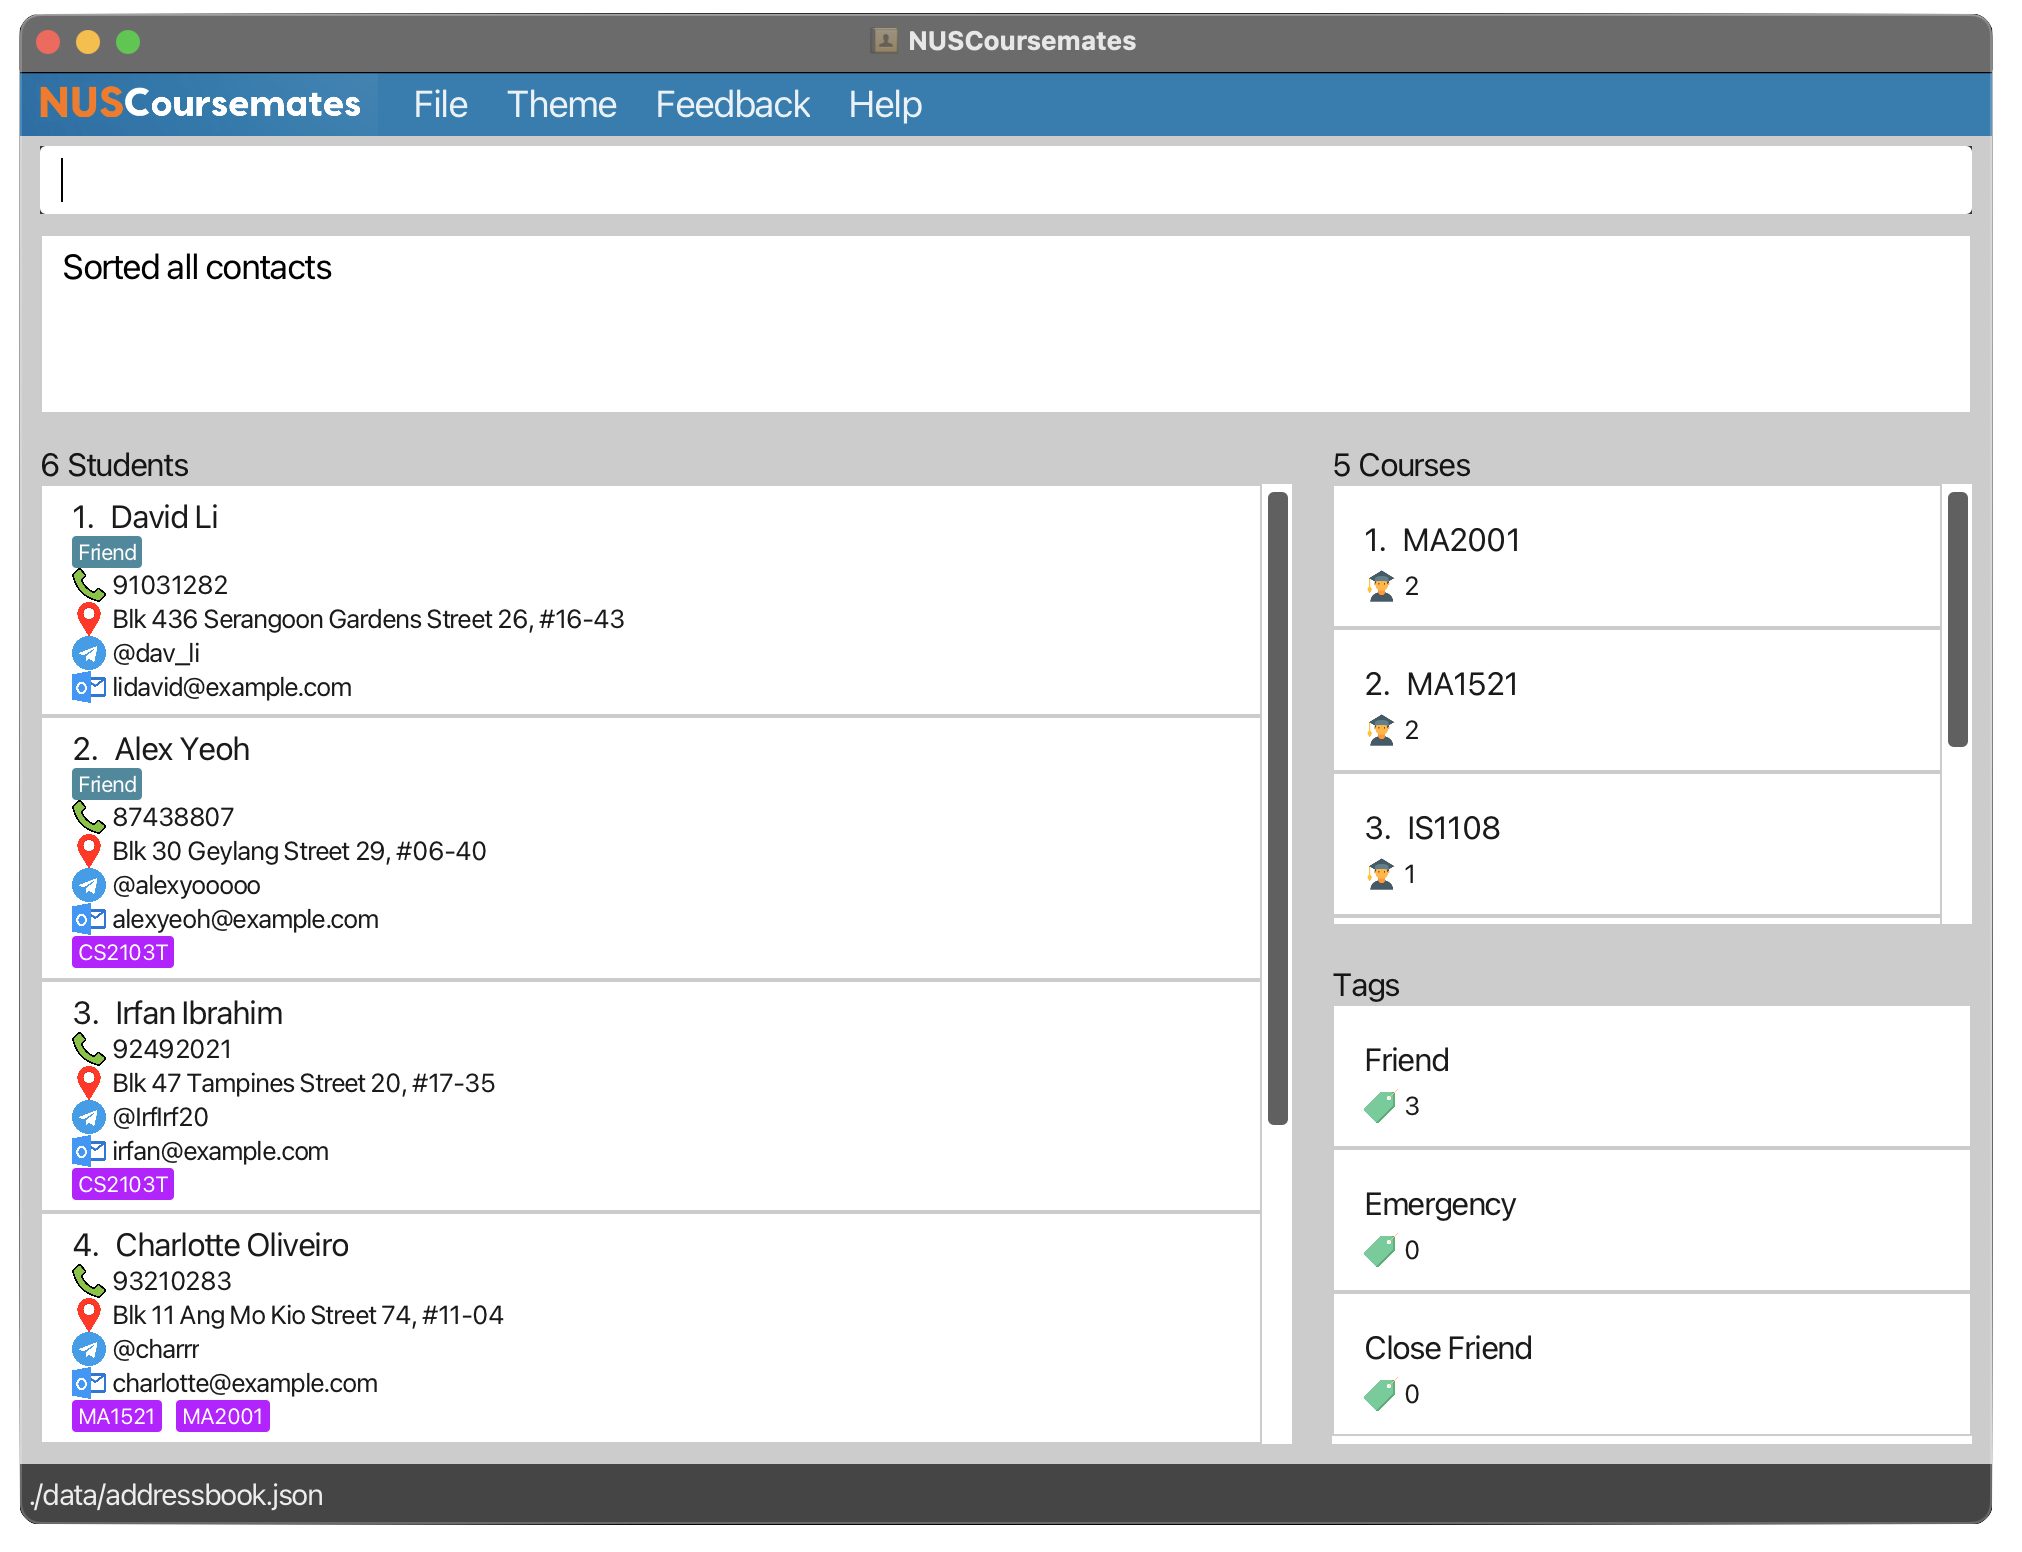 NUSCoursemates
NUSCoursemates File Theme Feedback Help
Sorted all contacts
6 Students
1. David Li
Friend
91031282
Blk 436 Serangoon Gardens Street 26, #16-43
@dav_li
lidavid@example.com
2. Alex Yeoh
Friend
87438807
Blk 30 Geylang Street 29, #06-40
@alexyooooo
alexyeoh@example.com
CS2103T
3. Irfan Ibrahim
92492021
Blk 47 Tampines Street 20, #17-35
@IrfIrf20
irfan@example.com
CS2103T
4. Charlotte Oliveiro
93210283
Blk 11 Ang Mo Kio Street 74, #11-04
@charrr
charlotte@example.com
MA1521 MA2001
5 Courses
1. MA2001
2
2. MA1521
2
3. IS1108
1
Tags
Friend
3
Emergency
0
Close Friend
0
./data/addressbook.json